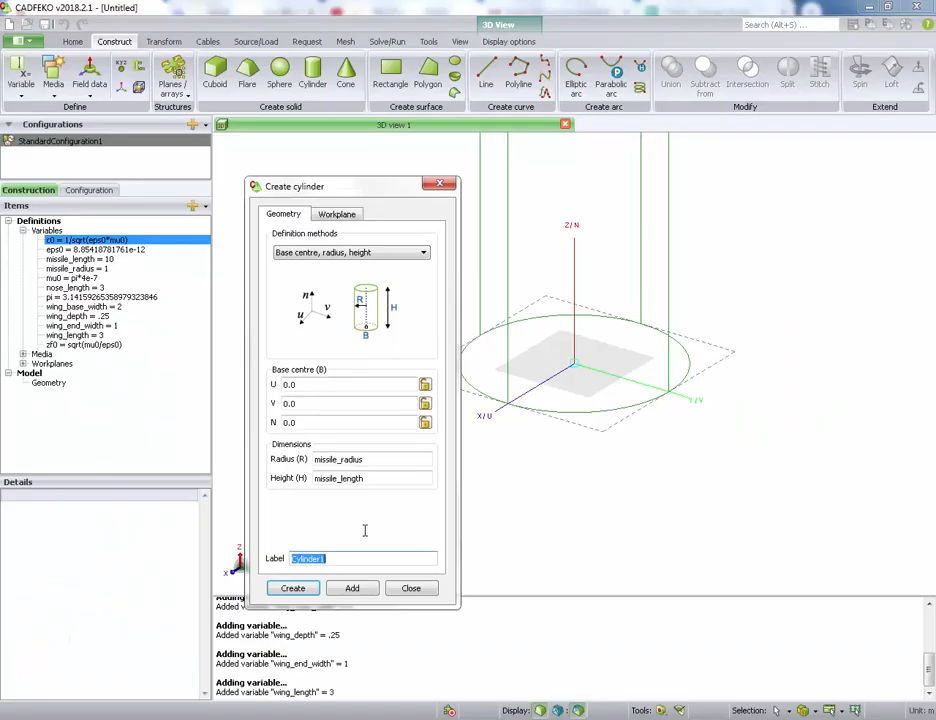 CADFEKO v2018.2.1 - [Untitled]
3D View
Search (Alt+5) ...
Home
Construct
Transform
Cables
Source/Load
Request
Mesh
Solve/Run
Tools
View
Display options
Variable
Media
Field data
Planes / arrays
Cuboid
Flare
Sphere
Cylinder
Cone
Rectangle
Polygon
Line
Polyline
Elliptic arc
Parabolic arc
Union
Subtract from
Intersection
Split
Stitch
Spin
Loft
Define
Structures
Create solid
Create surface
Create curve
Create arc
Modify
Extend
Configurations
3D view 1
StandardConfiguration1
Construction
Configuration
Items
Definitions
Variables
c0 = 1/sqrt(eps0*mu0)
eps0 = 8.85418781761e-12
missile_length = 10
missile_radius = 1
mu0 = pi*4e-7
nose_length = 3
pi = 3.14159265358979323846
wing_base_width = 2
wing_depth = .25
wing_end_width = 1
wing_length = 3
zf0 = sqrt(mu0/eps0)
Media
Workplanes
Model
Geometry
Details
Create cylinder
Geometry
Workplane
Definition methods
Base centre, radius, height
n
v
u
R
H
B
Base centre (B)
U 0.0
V 0.0
N 0.0
Dimensions
Radius (R) missile_radius
Height (H) missile_length
Label Cylinder1
Create
Add
Close
Z/N
X/U
Y/V
Z
X
Adding variable...
Added variable "wing_depth" = .25
Adding variable...
Added variable "wing_end_width" = 1
Adding variable...
Added variable "wing_length" = 3
Display:
Tools:
Selection:
Unit: m